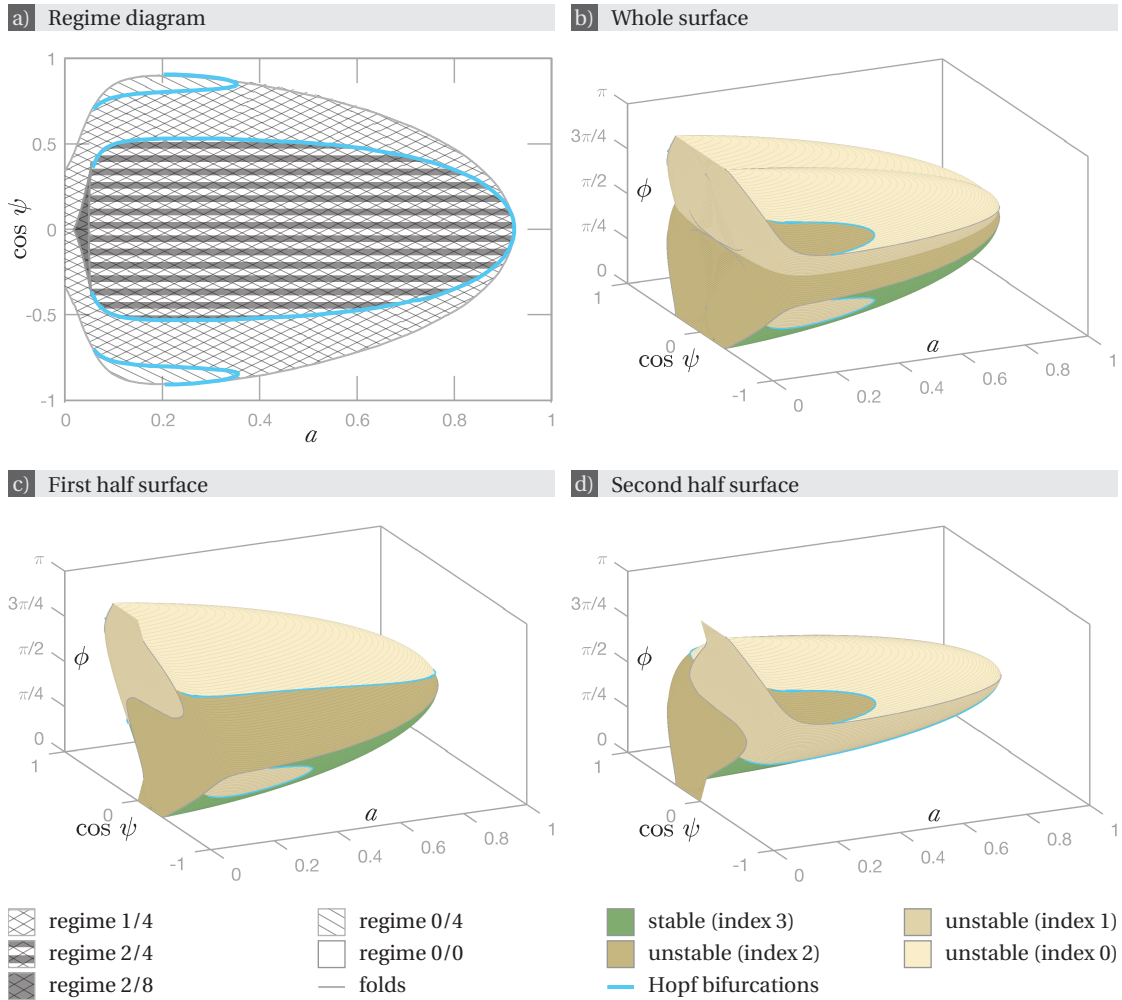 a) Regime diagram
1
0.5
0
-0.5
-1
cos ψ
0 0.2 0.4 0.6 0.8 1
a
b) Whole surface
π
3π/4
π/2
π/4
0
ϕ
1
0
-1
cos ψ
0 0.2 0.4 0.6 0.8 1
a
c) First half surface
π
3π/4
π/2
π/4
0
ϕ
1
0
-1
cos ψ
0 0.2 0.4 0.6 0.8 1
a
d) Second half surface
π
3π/4
π/2
π/4
0
ϕ
1
0
-1
cos ψ
0 0.2 0.4 0.6 0.8 1
a
regime 1/4
regime 2/4
regime 2/8
regime 0/4
regime 0/0
folds
stable (index 3)
unstable (index 2)
Hopf bifurcations
unstable (index 1)
unstable (index 0)